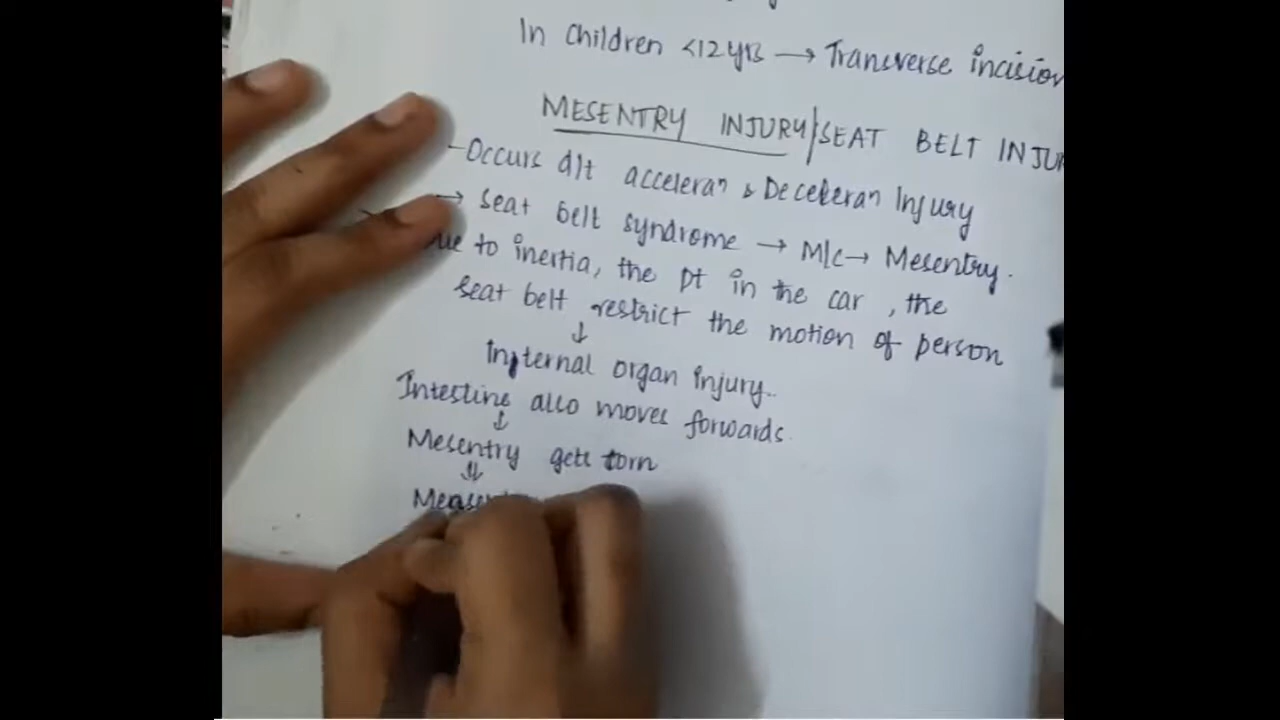 In children <12 yrs → Transverse incision
MESENTRY INJURY/SEAT BELT INJU
-Occurs d/t acceleran & Deceleran Injury
→ Seat belt syndrome → M/c → Mesentry.
to inertia, the pt in the car, the
seat belt restrict the motion of person
↓
Internal organ injury.
Intestine also moves forwards.
↓
Mesentry gets torn
⇓